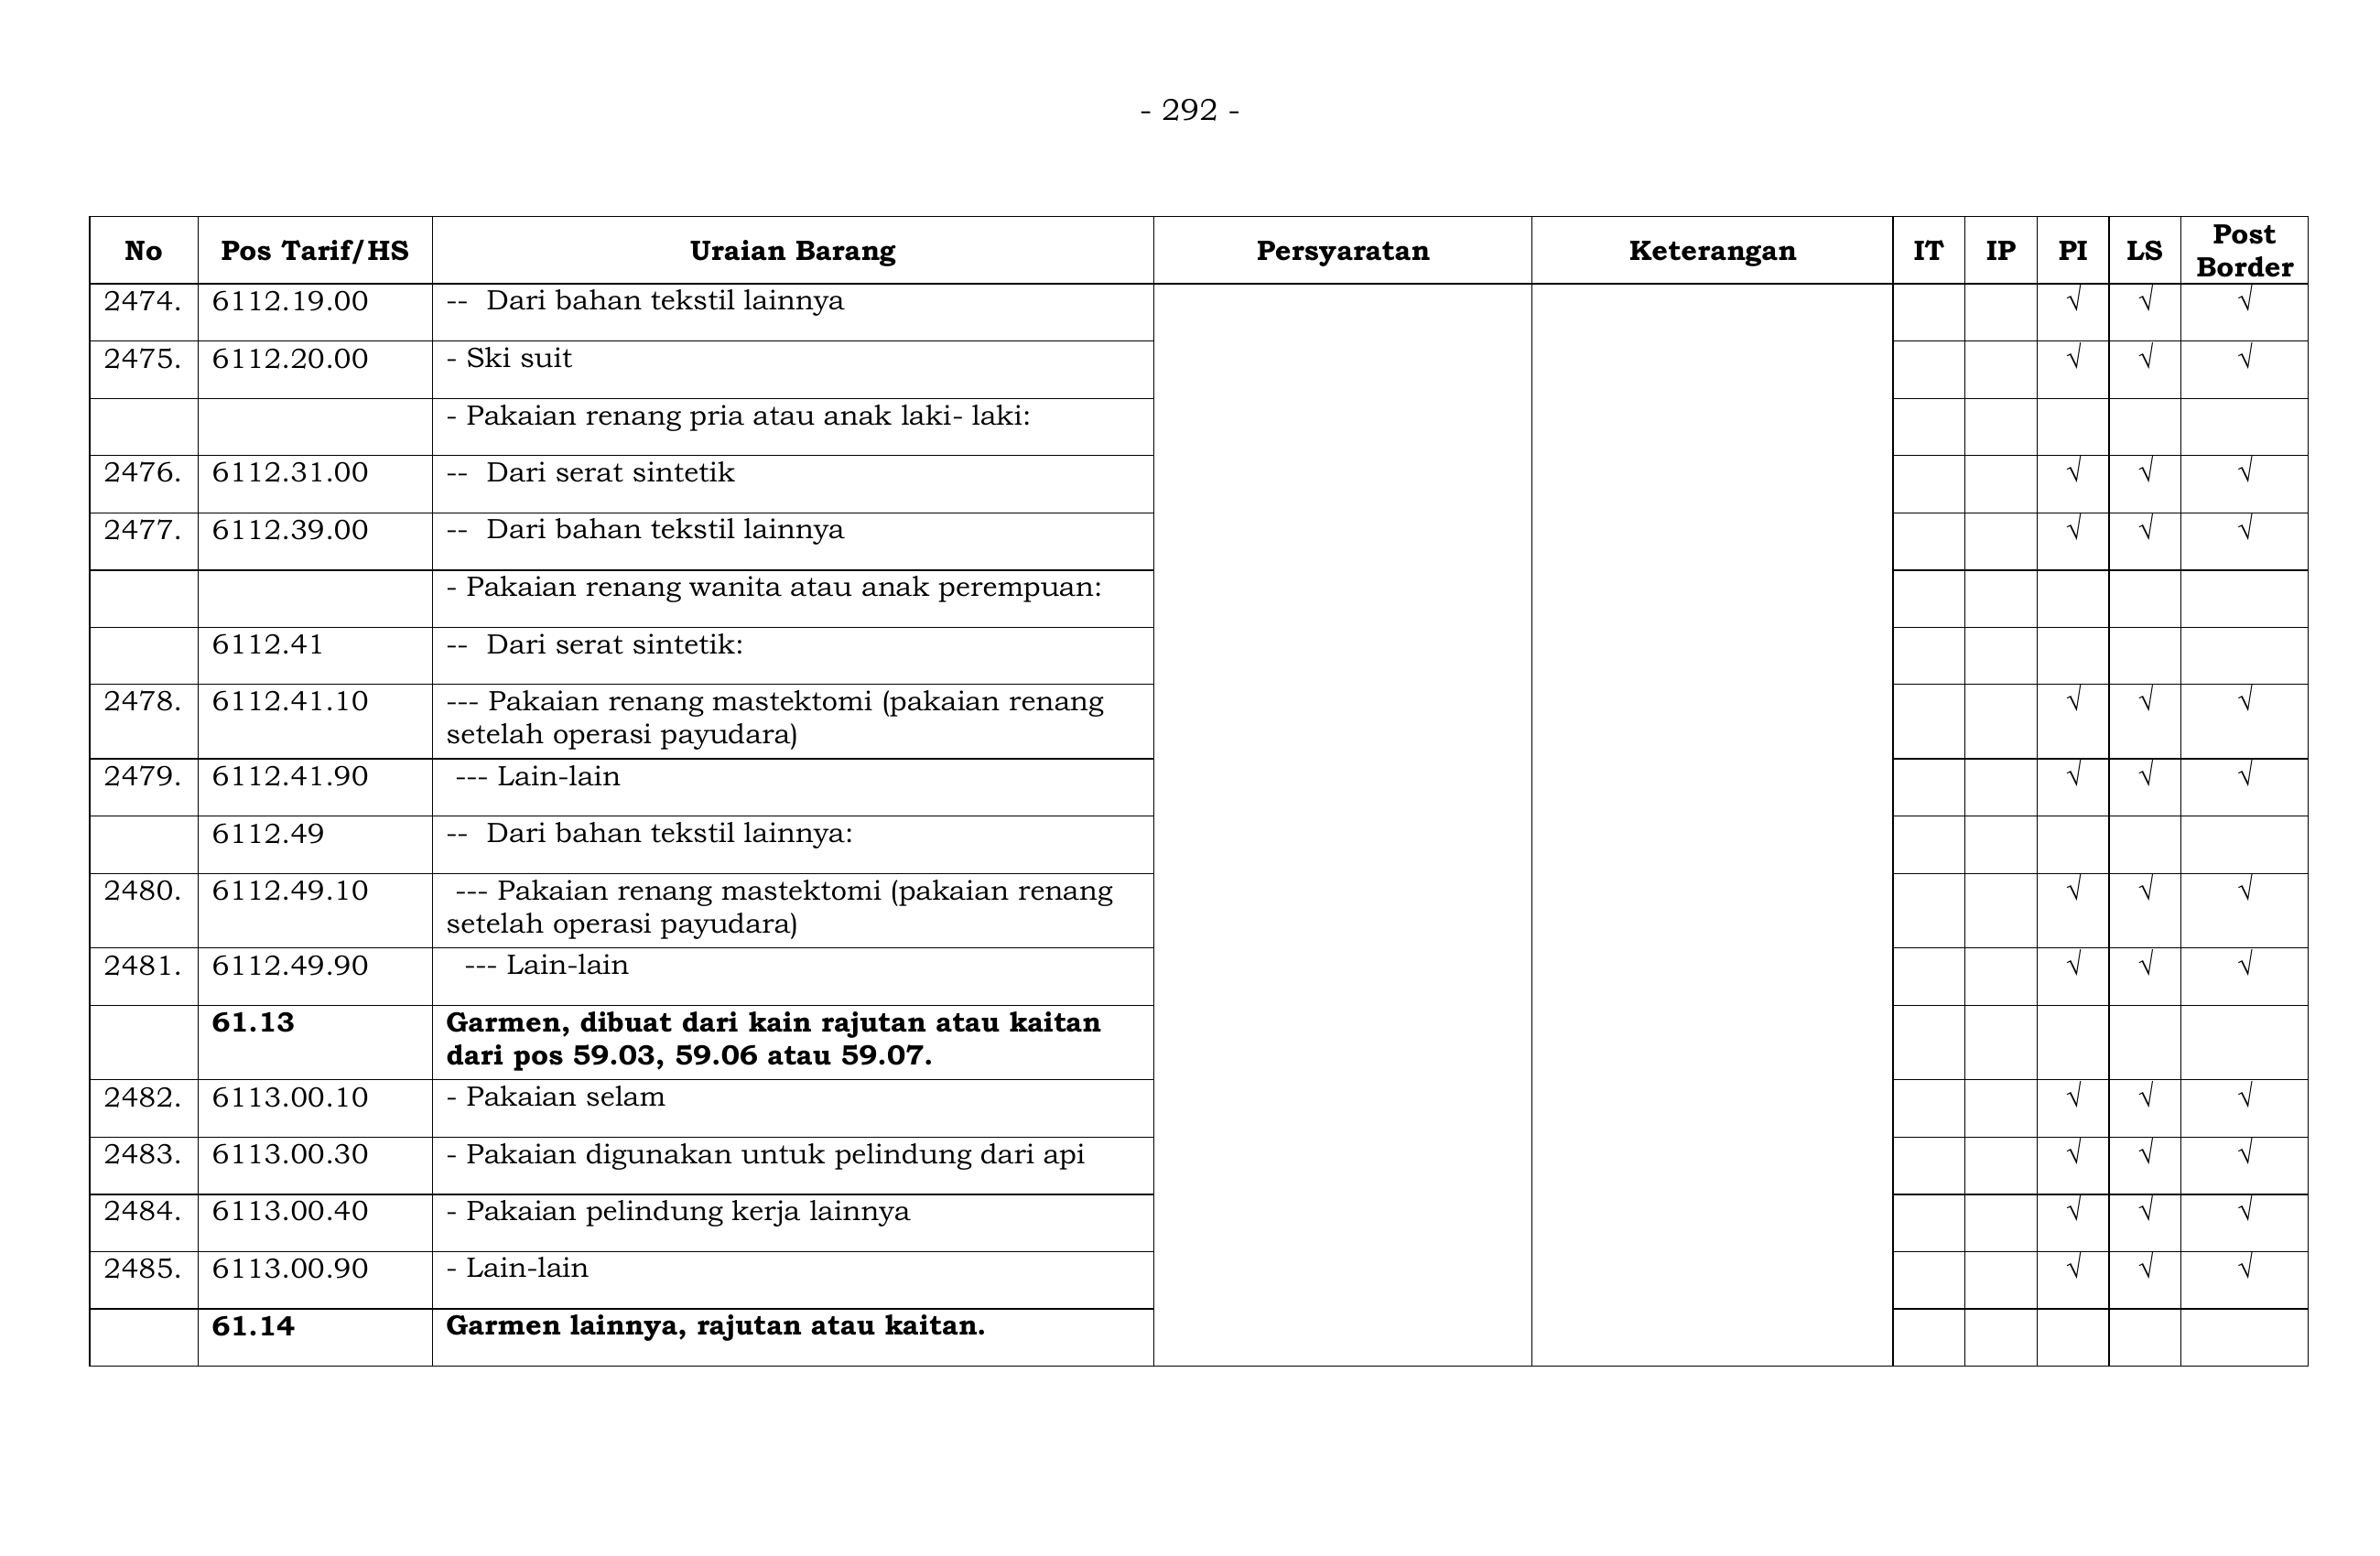 - 292 -
No Pos Tarif/HS Uraian Barang Persyaratan Keterangan IT IP PI LS Post Border
2474. 6112.19.00 -- Dari bahan tekstil lainnya √ √ √
2475. 6112.20.00 - Ski suit √ √ √
- Pakaian renang pria atau anak laki- laki:
2476. 6112.31.00 -- Dari serat sintetik √ √ √
2477. 6112.39.00 -- Dari bahan tekstil lainnya √ √ √
- Pakaian renang wanita atau anak perempuan:
6112.41 -- Dari serat sintetik:
2478. 6112.41.10 --- Pakaian renang mastektomi (pakaian renang √ √ √
setelah operasi payudara)
2479. 6112.41.90 --- Lain-lain √ √ √
6112.49 -- Dari bahan tekstil lainnya:
2480. 6112.49.10 --- Pakaian renang mastektomi (pakaian renang √ √ √
setelah operasi payudara)
2481. 6112.49.90 --- Lain-lain √ √ √
61.13 Garmen, dibuat dari kain rajutan atau kaitan
dari pos 59.03, 59.06 atau 59.07.
2482. 6113.00.10 - Pakaian selam √ √ √
2483. 6113.00.30 - Pakaian digunakan untuk pelindung dari api √ √ √
2484. 6113.00.40 - Pakaian pelindung kerja lainnya √ √ √
2485. 6113.00.90 - Lain-lain √ √ √
61.14 Garmen lainnya, rajutan atau kaitan.